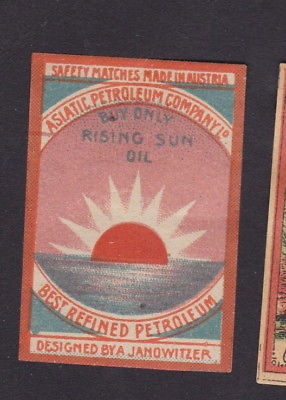 SAFETY MATCHES MADE IN AUSTRIA
ASIATIC PETROLEUM COMPANY LD
BUY ONLY
RISING SUN
OIL
BEST REFINED PETROLEUM
DESIGNED BY A JANOWITZER